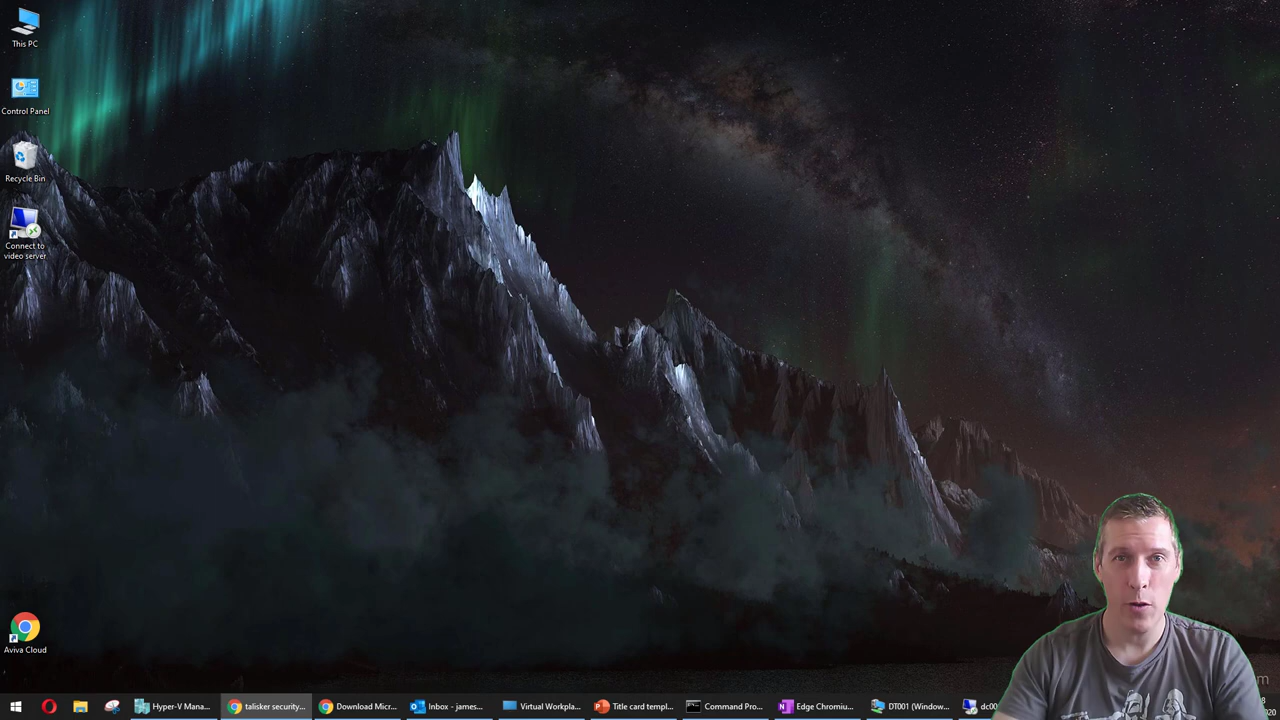 This PC
Control Panel
Recycle Bin
Connect to
video server
Aviva Cloud
Hyper-V Mana...
talisker security...
Download Micr...
Inbox - james...
Virtual Workpla...
Title card templ...
Command Pro...
Edge Chromiu...
DT001 (Window...
dc00